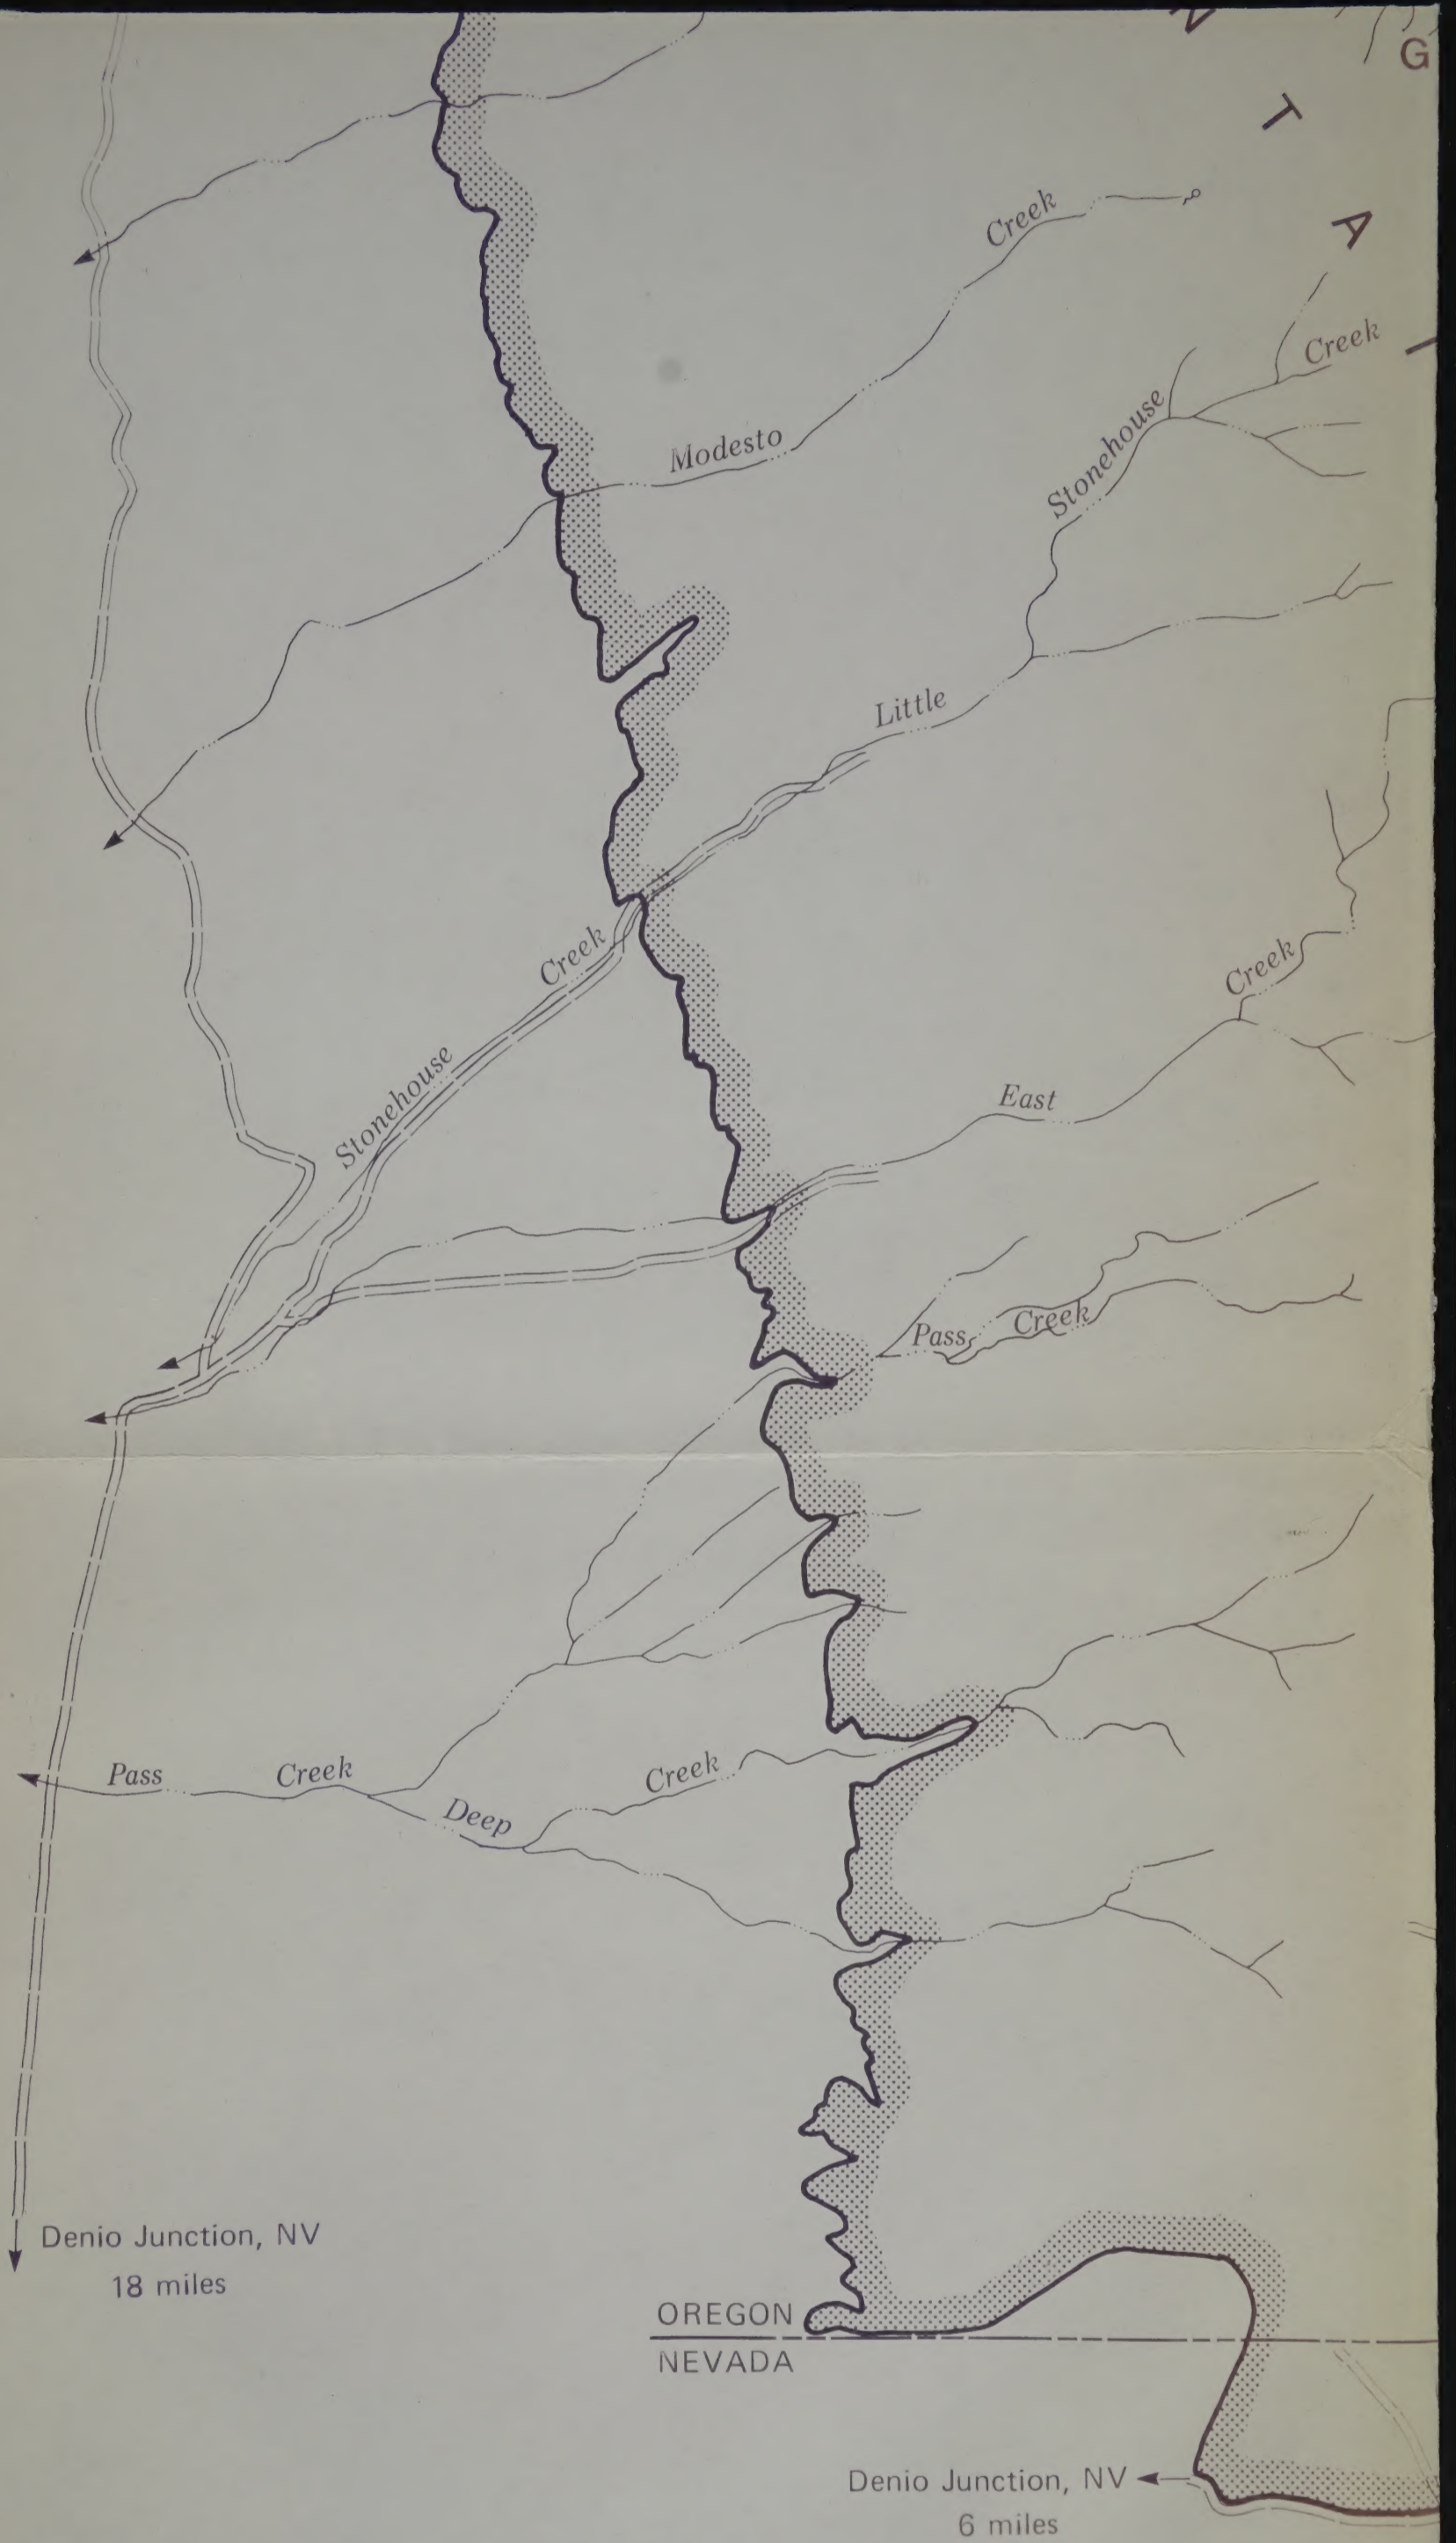 N
G
T
A
I
Creek
Creek
Stonehouse
Modesto
Little
Creek
Stonehouse
Creek
East
Pass Creek
Pass Creek
Creek
Deep
Denio Junction, NV
18 miles
OREGON
NEVADA
Denio Junction, NV
6 miles